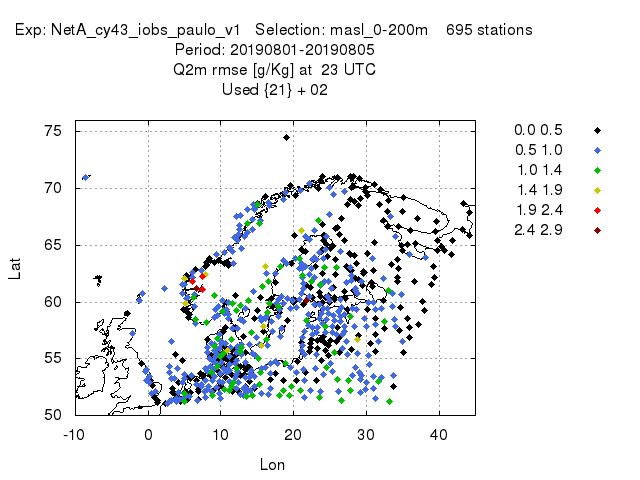 Exp: NetA_cy43_iobs_paulo_v1 Selection: masl_0-200m 695 stations
Period: 20190801-20190805
Q2m rmse [g/Kg] at 23 UTC
Used {21} + 02
75
70
65
60
55
50
Lat
-10 0 10 20 30 40
Lon
0.0 0.5
0.5 1.0
1.0 1.4
1.4 1.9
1.9 2.4
2.4 2.9